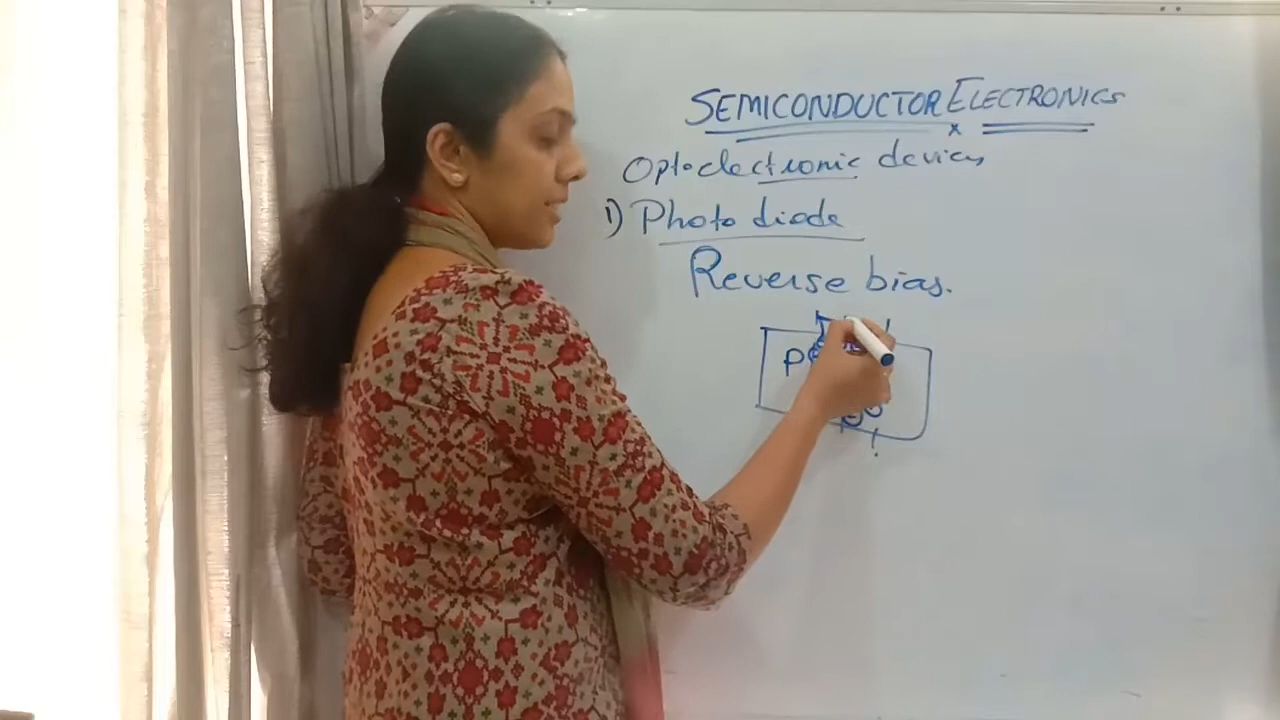 SEMICONDUCTOR ELECTRONICS
Optoelectronic devices
1) Photo diode
Reverse bias.
P